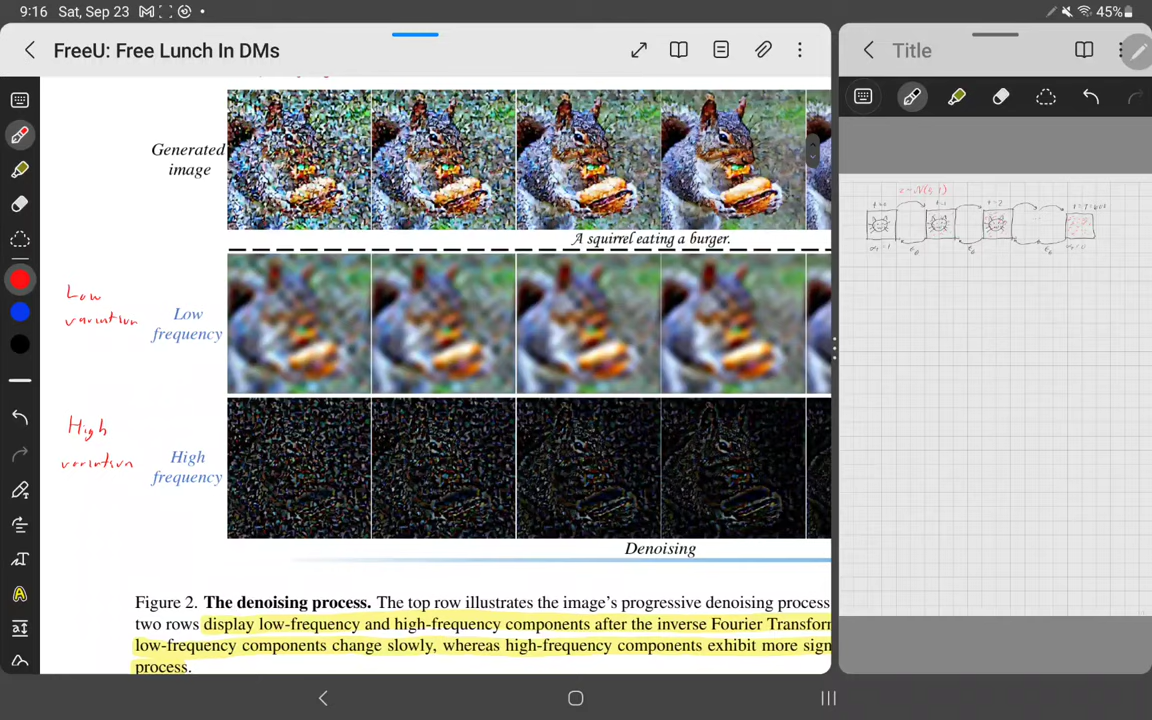 9:16 Sat, Sep 23
45%
FreeU: Free Lunch In DMs
Title
Generated
image
A squirrel eating a burger.
Low
variation
Low
frequency
High
variation
High
frequency
Denoising
Figure 2. The denoising process. The top row illustrates the image's progressive denoising process
two rows display low-frequency and high-frequency components after the inverse Fourier Transfor
low-frequency components change slowly, whereas high-frequency components exhibit more sign
process.